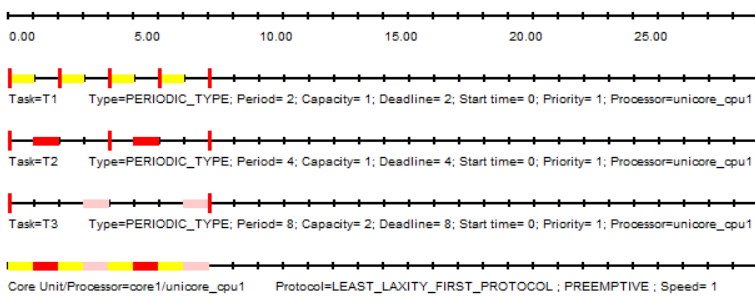 0.00 5.00 10.00 15.00 20.00 25.00
Task=T1 Type=PERIODIC_TYPE; Period= 2; Capacity= 1; Deadline= 2; Start time= 0; Priority= 1; Processor=unicore_cpu1
Task=T2 Type=PERIODIC_TYPE; Period= 4; Capacity= 1; Deadline= 4; Start time= 0; Priority= 1; Processor=unicore_cpu1
Task=T3 Type=PERIODIC_TYPE; Period= 8; Capacity= 2; Deadline= 8; Start time= 0; Priority= 1; Processor=unicore_cpu1
Core Unit/Processor=core1/unicore_cpu1 Protocol=LEAST_LAXITY_FIRST_PROTOCOL ; PREEMPTIVE ; Speed= 1